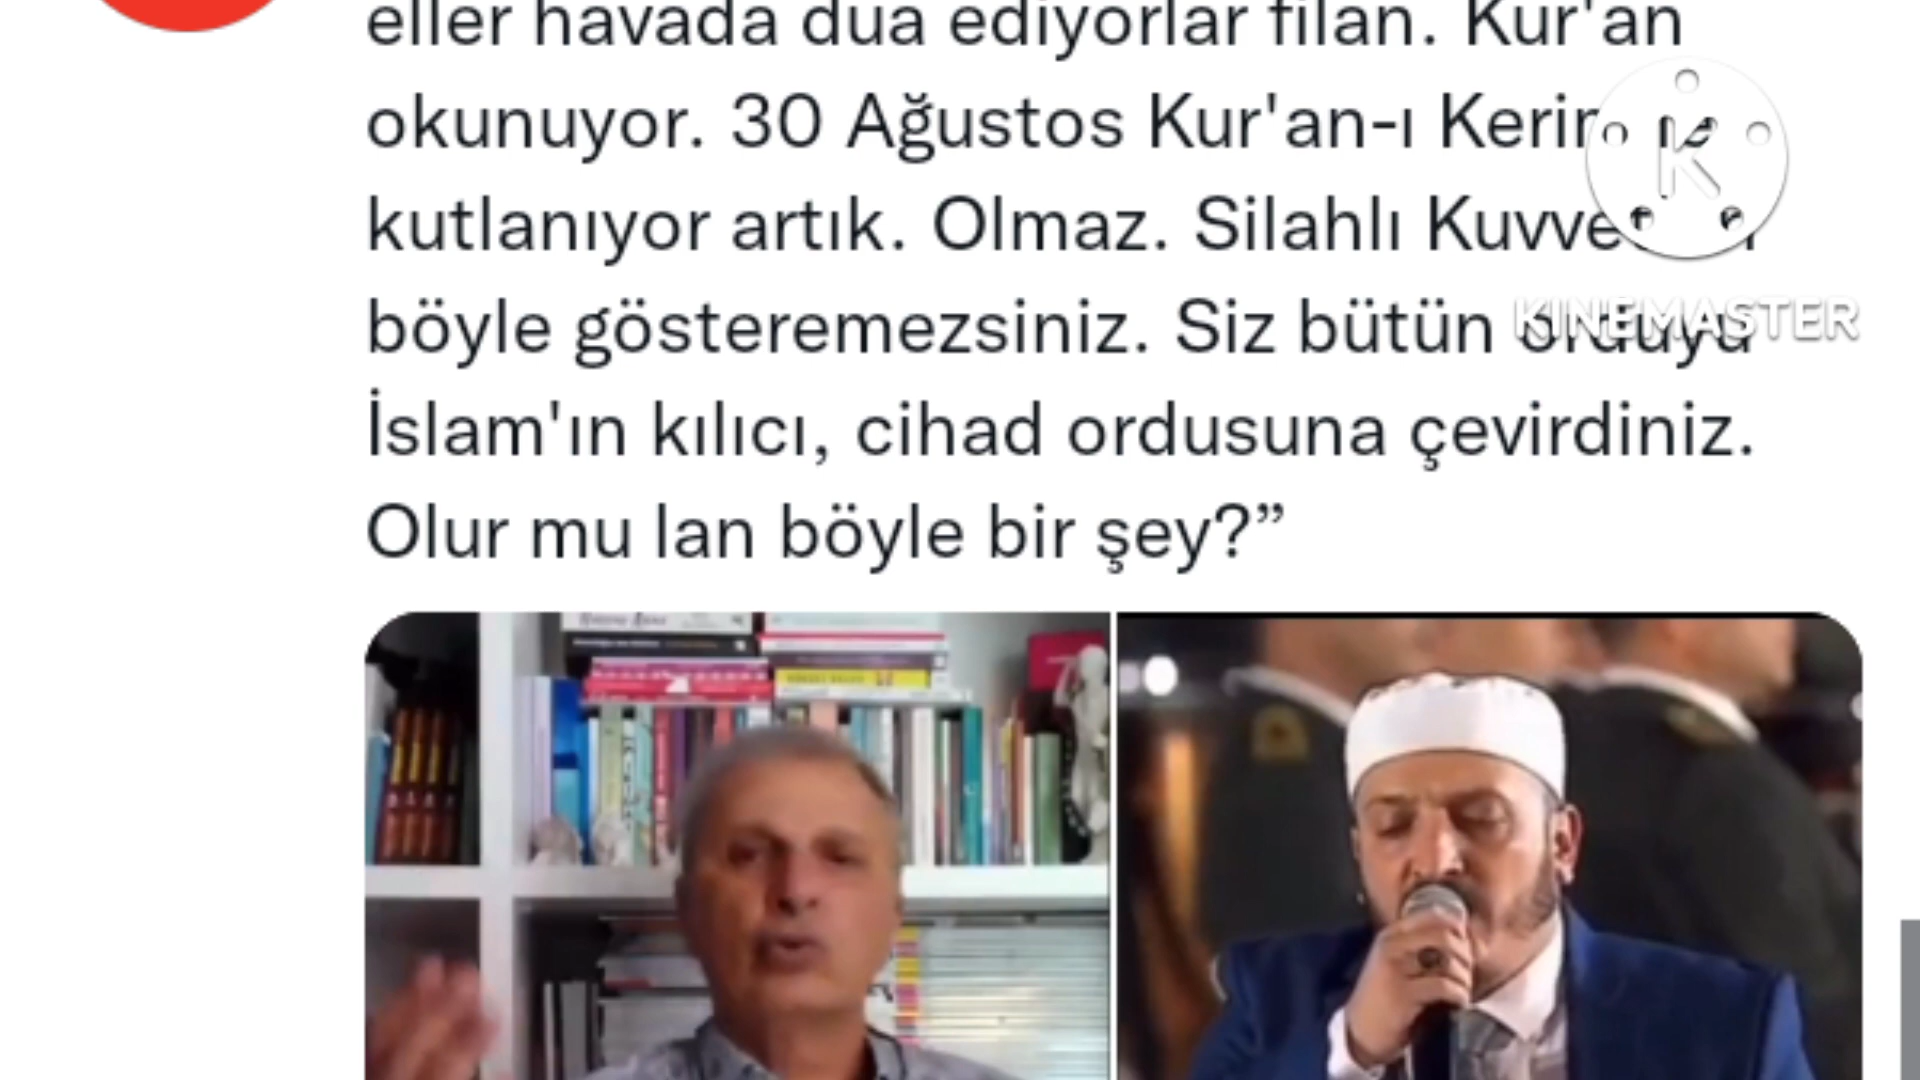 eller havada dua ediyorlar filan. Kur'an
okunuyor. 30 Ağustos Kur'an-ı
kutlanıyor artık. Olmaz. Silahlı
böyle gösteremezsiniz. Siz bütün orduyu
KINEMASTER
İslam'ın kılıcı, cihad ordusuna çevirdiniz.
Olur mu lan böyle bir şey?”